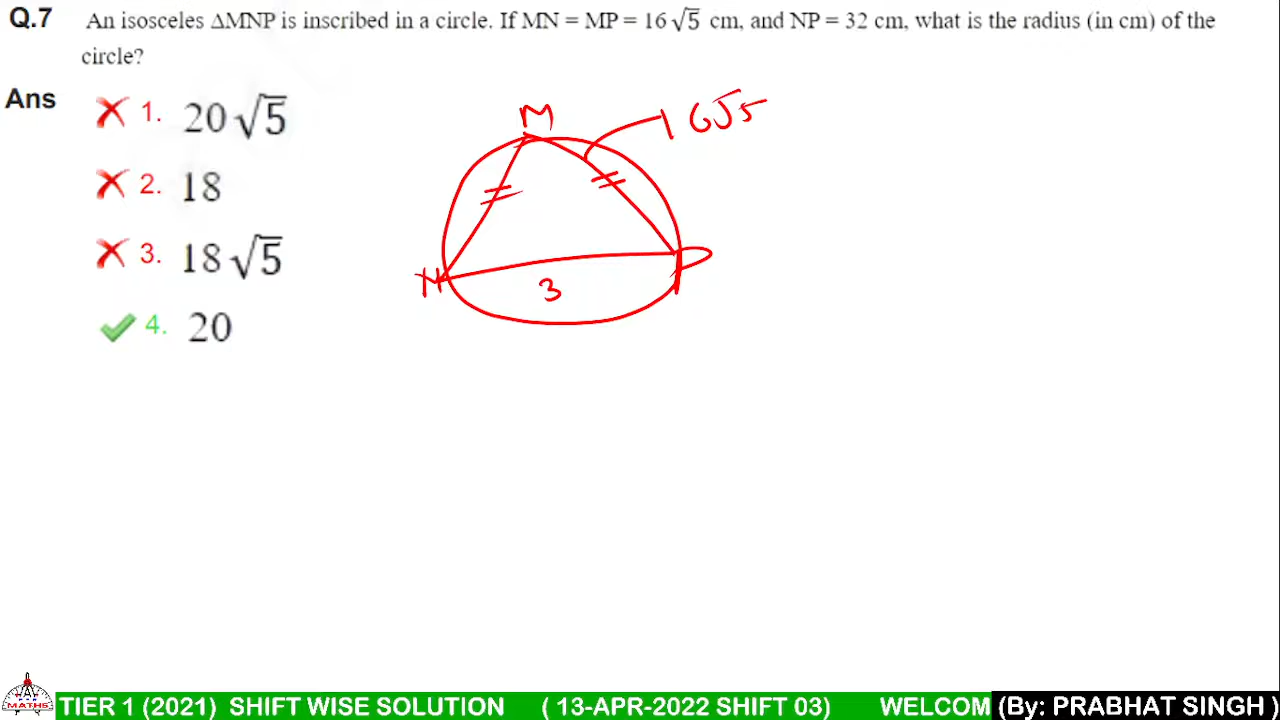 Q.7 An isosceles ΔMNP is inscribed in a circle. If MN = MP = 16√5 cm, and NP = 32 cm, what is the radius (in cm) of the
circle?
Ans
1. 20√5
2. 18
3. 18√5
4. 20
M
16√5
N
P
3
MATHS
TIER 1 (2021) SHIFT WISE SOLUTION ( 13-APR-2022 SHIFT 03) WELCOM (By: PRABHAT SINGH )